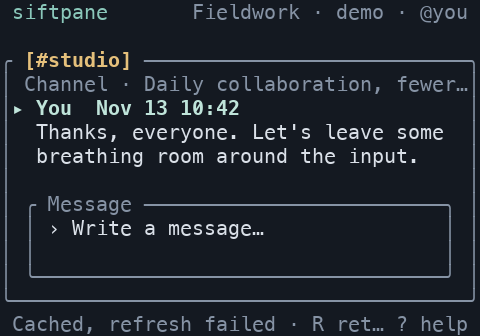 siftpane Fieldwork · demo · @you
[#studio]
Channel · Daily collaboration, fewer…
▸ You Nov 13 10:42
Thanks, everyone. Let's leave some
breathing room around the input.
Message
› Write a message…
Cached, refresh failed · R ret… ? help